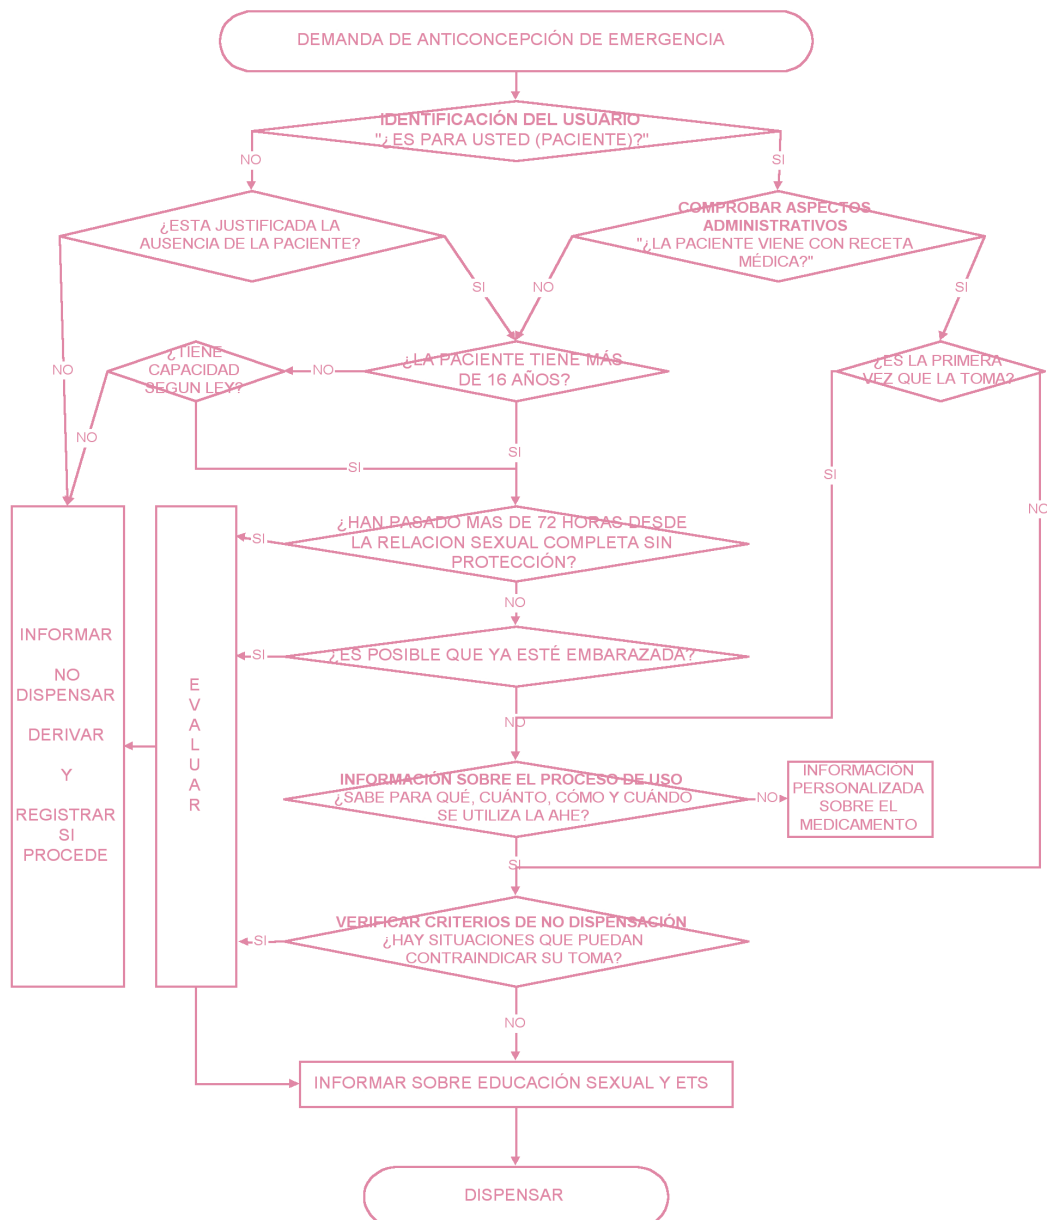 DEMANDA DE ANTICONCEPCIÓN DE EMERGENCIA
IDENTIFICACIÓN DEL USUARIO
"¿ES PARA USTED (PACIENTE)?"
NO
SI
¿ESTA JUSTIFICADA LA
AUSENCIA DE LA PACIENTE?
COMPROBAR ASPECTOS
ADMINISTRATIVOS
"¿LA PACIENTE VIENE CON RECETA
MÉDICA?"
SI
NO
SI
¿TIENE
CAPACIDAD
SEGUN LEY?
NO
¿LA PACIENTE TIENE MÁS
DE 16 AÑOS?
¿ES LA PRIMERA
VEZ QUE LA TOMA?
NO
NO
SI
SI
SI
NO
¿HAN PASADO MAS DE 72 HORAS DESDE
LA RELACION SEXUAL COMPLETA SIN
PROTECCIÓN?
SI
NO
¿ES POSIBLE QUE YA ESTÉ EMBARAZADA?
SI
NO
INFORMAR
NO
DISPENSAR
DERIVAR
Y
REGISTRAR
SI
PROCEDE
E
V
A
L
U
A
R
INFORMACIÓN SOBRE EL PROCESO DE USO
¿SABE PARA QUÉ, CUÁNTO, CÓMO Y CUÁNDO
SE UTILIZA LA AHE?
NO
INFORMACIÓN
PERSONALIZADA
SOBRE EL
MEDICAMENTO
SI
VERIFICAR CRITERIOS DE NO DISPENSACIÓN
¿HAY SITUACIONES QUE PUEDAN
CONTRAINDICAR SU TOMA?
SI
NO
INFORMAR SOBRE EDUCACIÓN SEXUAL Y ETS
DISPENSAR